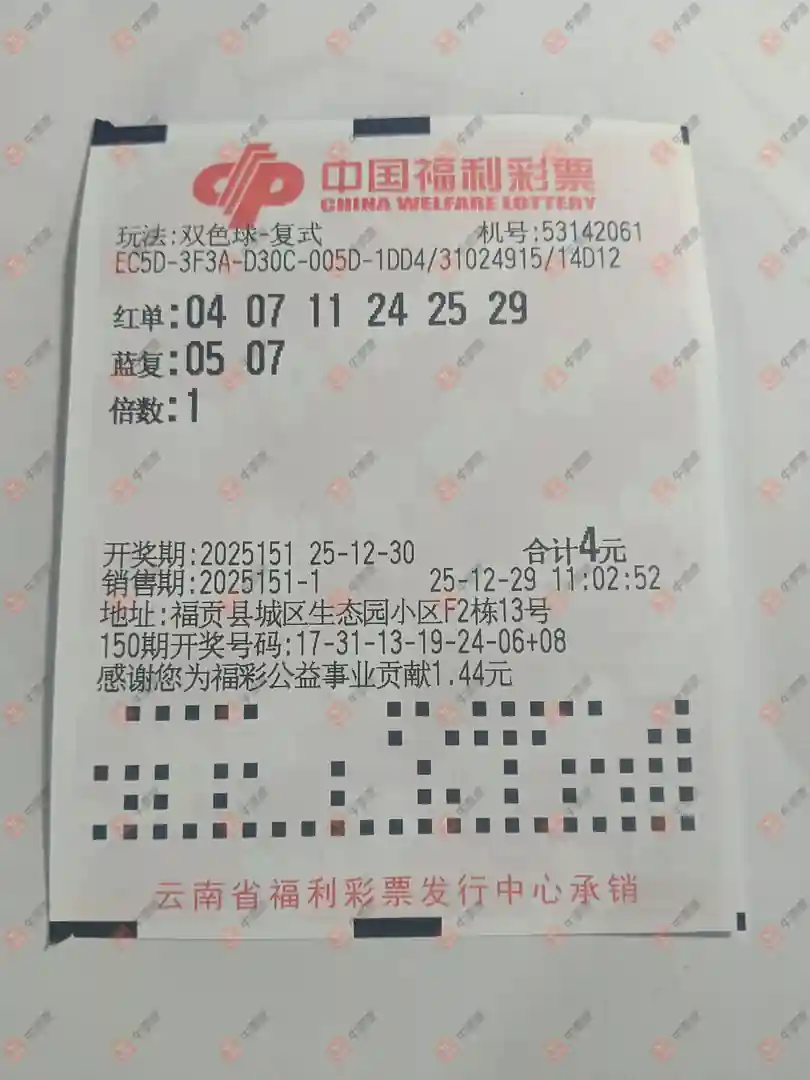 中国福利彩票
CHINA WELFARE LOTTERY
玩法:双色球-复式 机号:53142061
EC5D-3F3A-D30C-005D-1DD4/31024915/14D12
红单:04 07 11 24 25 29
蓝复:05 07
倍数:1
开奖期:2025151 25-12-30 合计4元
销售期:2025151-1 25-12-29 11:02:52
地址:福贡县城区生态园小区F2栋13号
150期开奖号码:17-31-13-19-24-06+08
感谢您为福彩公益事业贡献1.44元
云南省福利彩票发行中心承销